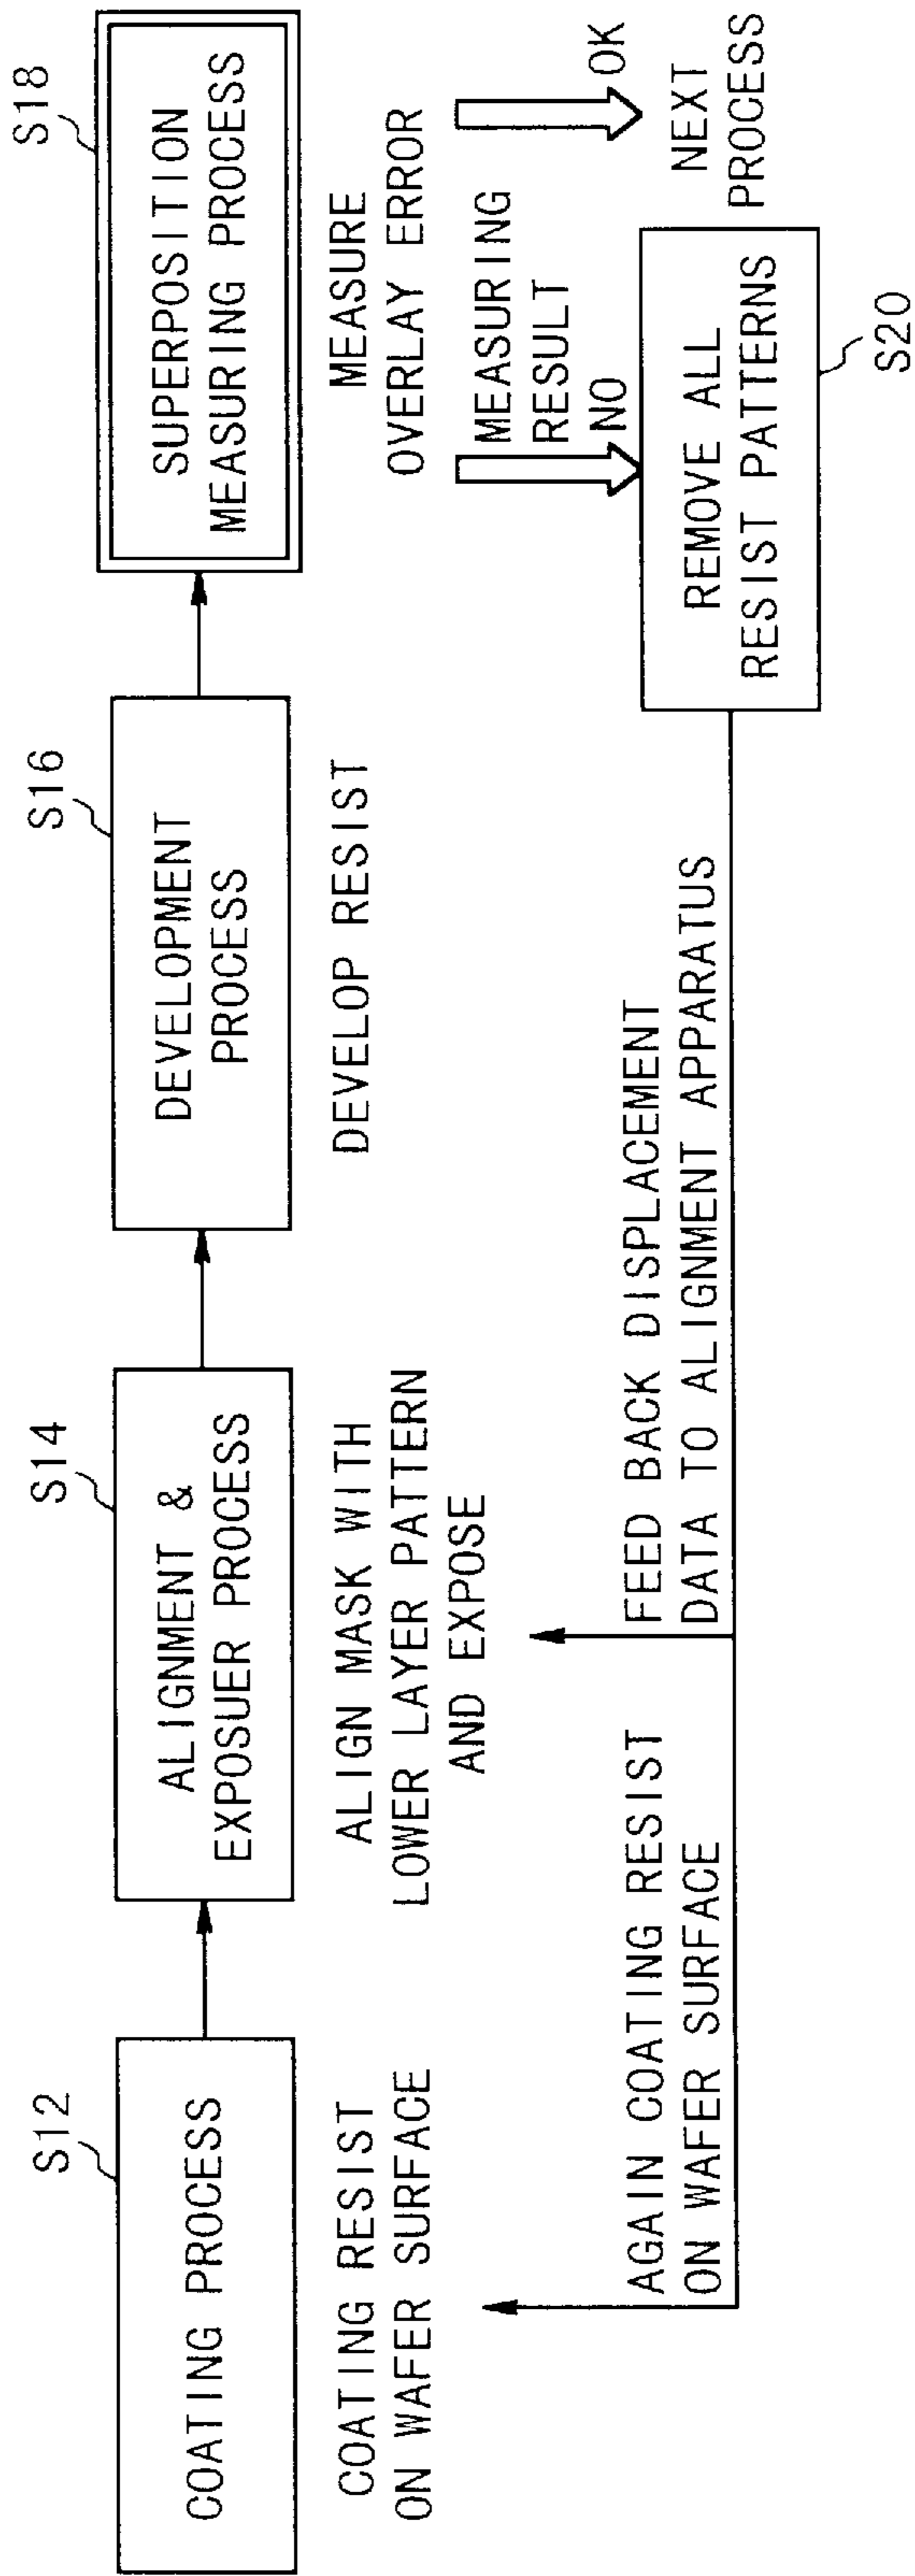 S12
COATING PROCESS
COATING RESIST
ON WAFER SURFACE
S14
ALIGNMENT &
EXPOSUER PROCESS
ALIGN MASK WITH
LOWER LAYER PATTERN
AND EXPOSE
S16
DEVELOPMENT
PROCESS
DEVELOP RESIST
S18
SUPERPOSITION
MEASURING PROCESS
MEASURE
OVERLAY ERROR
MEASURING
RESULT
NO
OK
NEXT
PROCESS
REMOVE ALL
RESIST PATTERNS
S20
FEED BACK DISPLACEMENT
DATA TO ALIGNMENT APPARATUS
AGAIN COATING RESIST
ON WAFER SURFACE